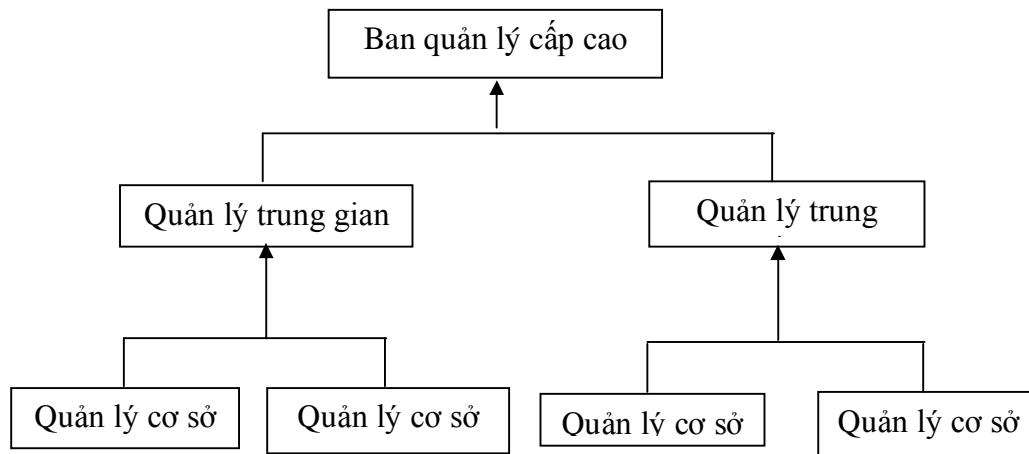 Ban quản lý cấp cao
Quản lý trung gian
Quản lý trung
Quản lý cơ sở
Quản lý cơ sở
Quản lý cơ sở
Quản lý cơ sở